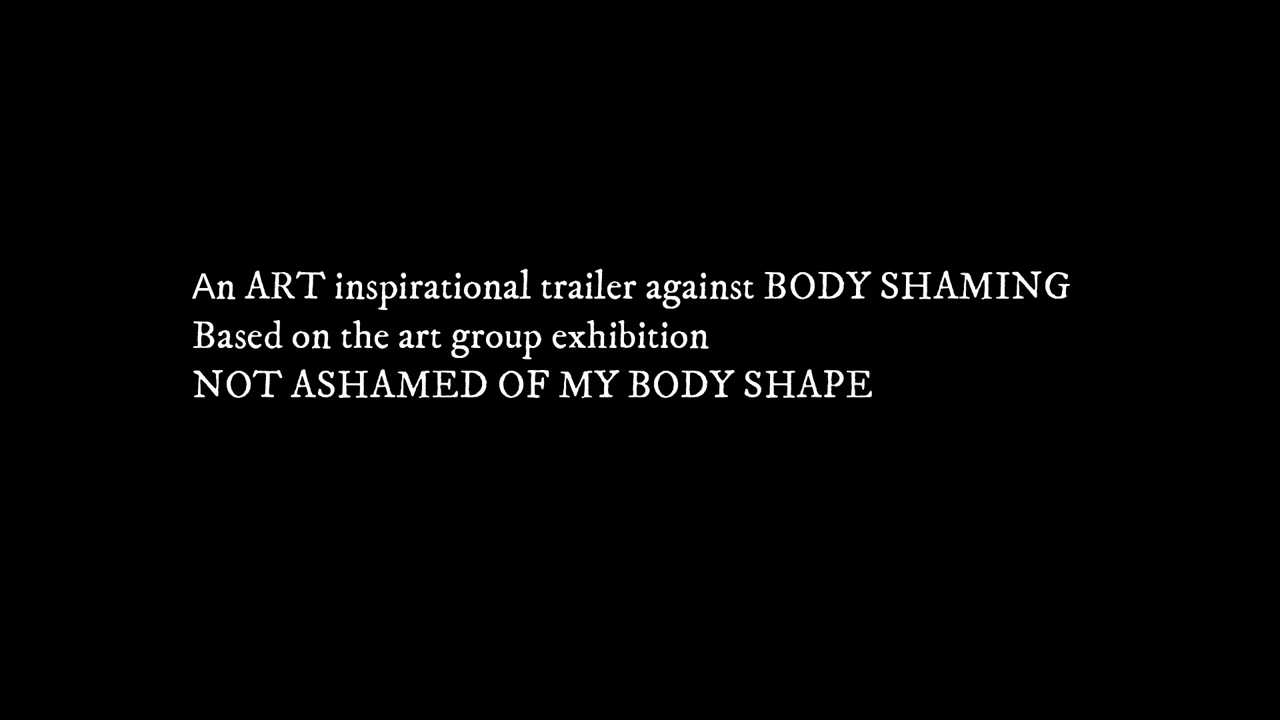 An ART inspirational trailer against BODY SHAMING
Based on the art group exhibition
NOT ASHAMED OF MY BODY SHAPE